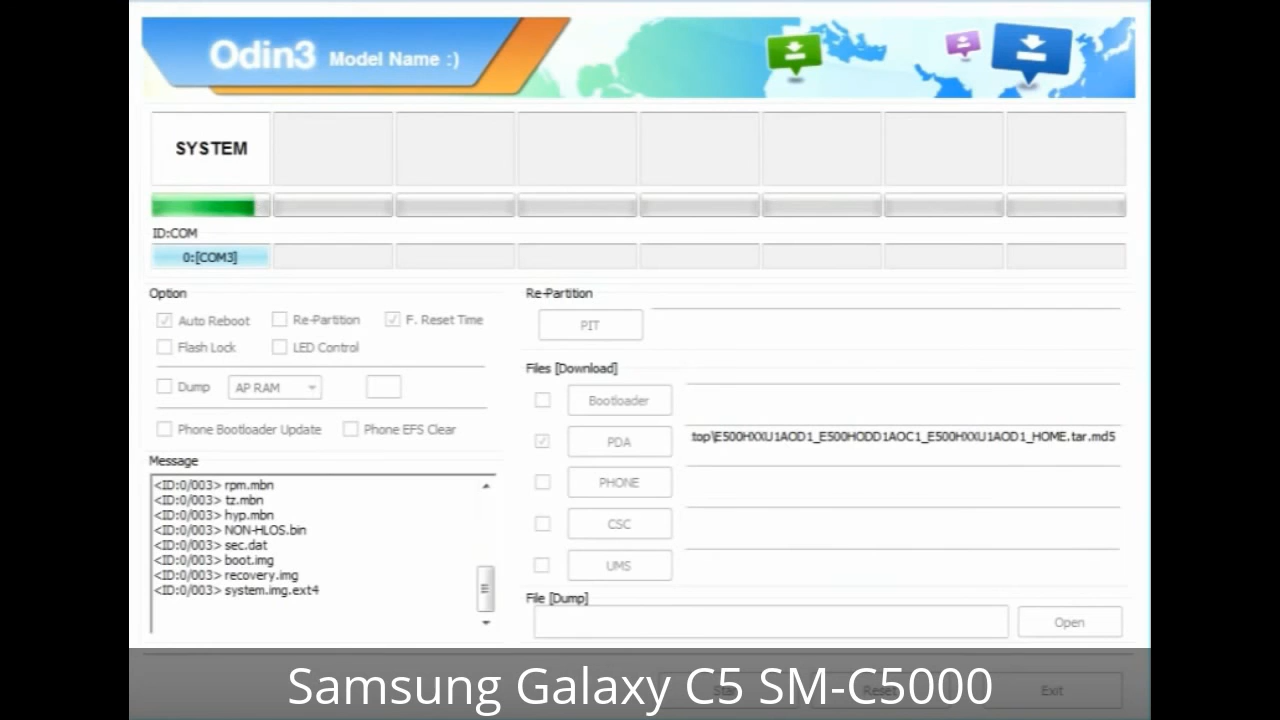 Odin3 Model Name :)
SYSTEM
ID:COM
0:[COM3]
Option
Auto Reboot
Re-Partition
F. Reset Time
Flash Lock
LED Control
Dump
AP RAM
Phone Bootloader Update
Phone EFS Clear
Message
<ID:0/003> rpm.mbn
<ID:0/003> tz.mbn
<ID:0/003> hyp.mbn
<ID:0/003> NON-HLOS.bin
<ID:0/003> sec.dat
<ID:0/003> boot.img
<ID:0/003> recovery.img
<ID:0/003> system.img.ext4
Re-Partition
PIT
Files [Download]
Bootloader
PDA
top\E500HXXU1AOD1_E500HODD1AOC1_E500HXXU1AOD1_HOME.tar.md5
PHONE
CSC
UMS
File [Dump]
Open
Start
Reset
Exit
Samsung Galaxy C5 SM-C5000